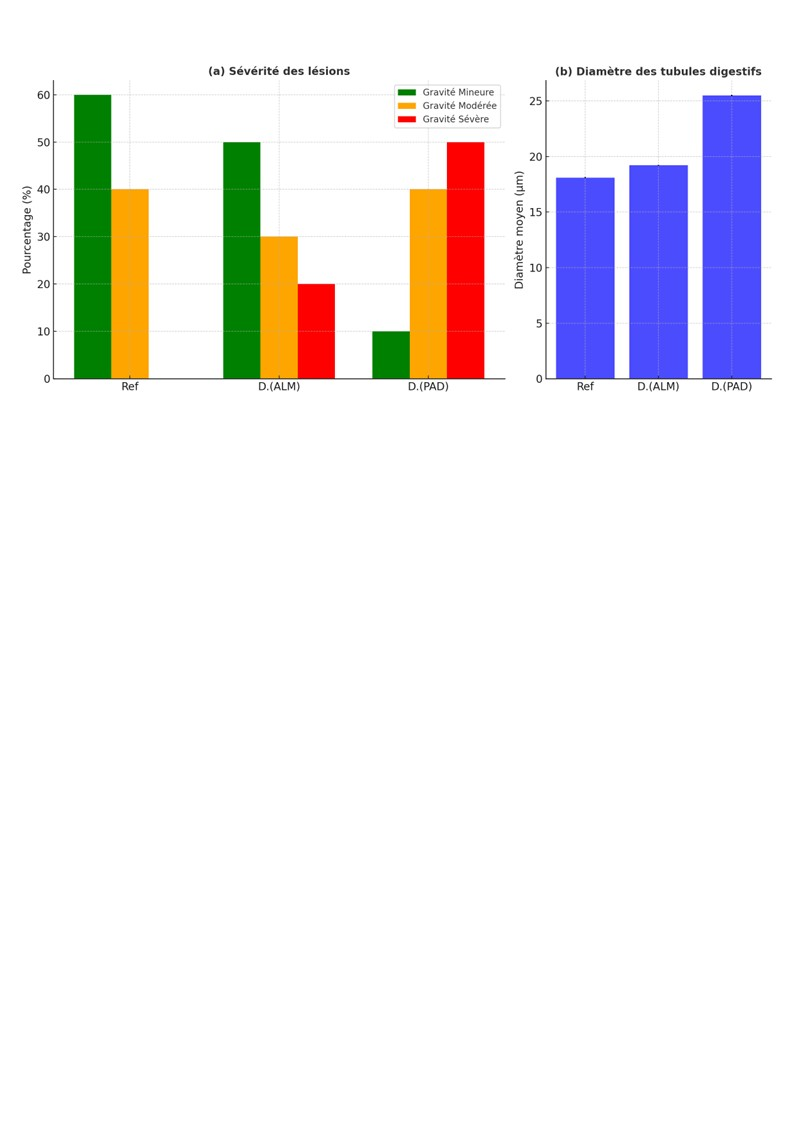 (a) Sévérité des lésions
Pourcentage (%)
60
50
40
30
20
10
0
Gravité Mineure
Gravité Modérée
Gravité Sévère
Ref
D.(ALM)
D.(PAD)
(b) Diamètre des tubules digestifs
Diamètre moyen (μm)
25
20
15
10
5
0
Ref
D.(ALM)
D.(PAD)